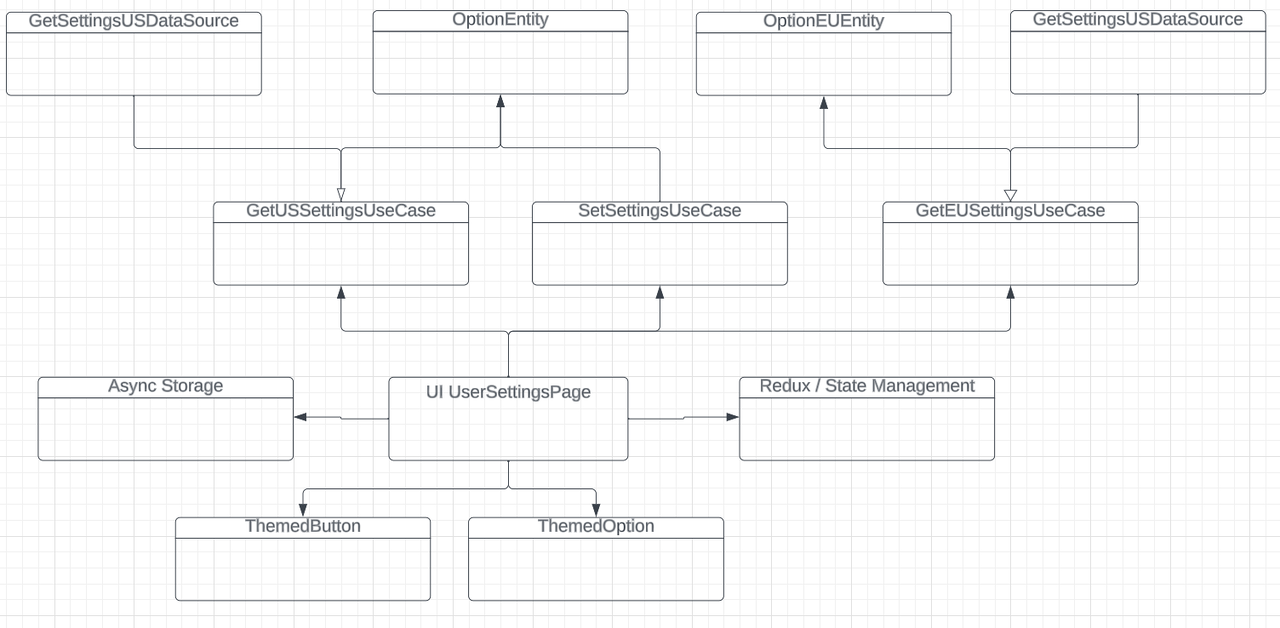 GetSettingsUSDataSource
OptionEntity
OptionEUEntity
GetSettingsUSDataSource
GetUSSettingsUseCase
SetSettingsUseCase
GetEUSettingsUseCase
Async Storage
UI UserSettingsPage
Redux / State Management
ThemedButton
ThemedOption